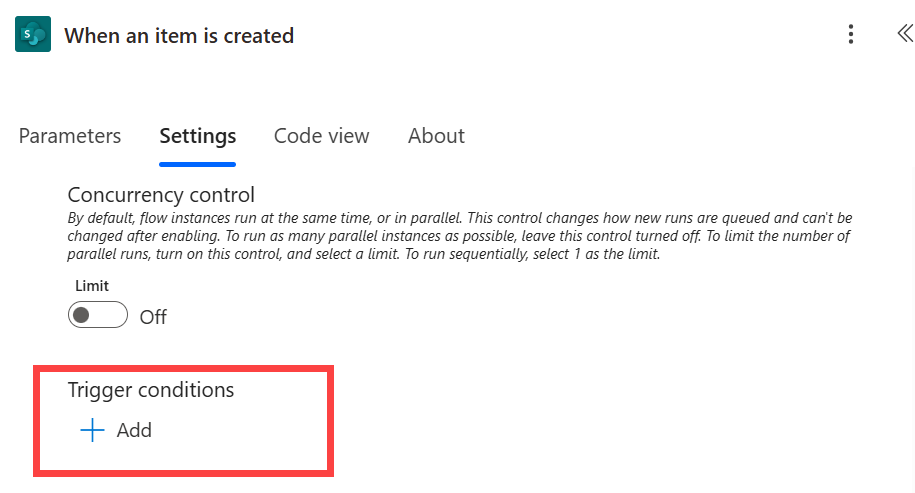 S
When an item is created
Parameters Settings Code view About
Concurrency control
By default, flow instances run at the same time, or in parallel. This control changes how new runs are queued and can't be
changed after enabling. To run as many parallel instances as possible, leave this control turned off. To limit the number of
parallel runs, turn on this control, and select a limit. To run sequentially, select 1 as the limit.
Limit
Off
Trigger conditions
Add